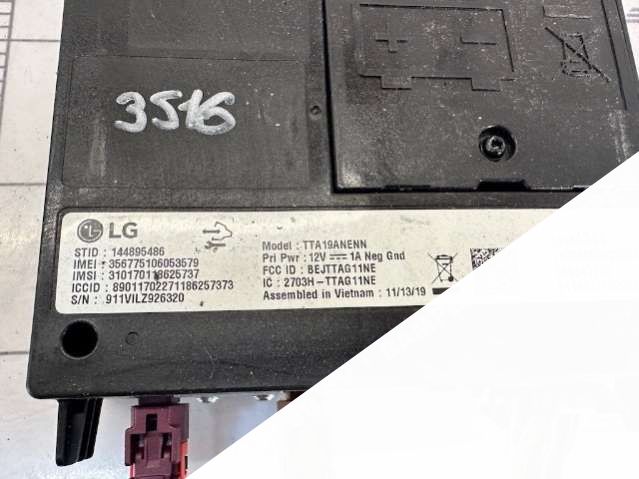 3516
LG
STID : 144895486
IMEI : 356775106053579
IMSI : 310170118625737
ICCID : 89011702271186257373
S/N : 911VILZ926320
Model : TTA19ANENN
Pri Pwr : 12V ⎓ 1A Neg Gnd
FCC ID : BEJTTAG11NE
IC : 2703H-TTAG11NE
Assembled in Vietnam : 11/13/19